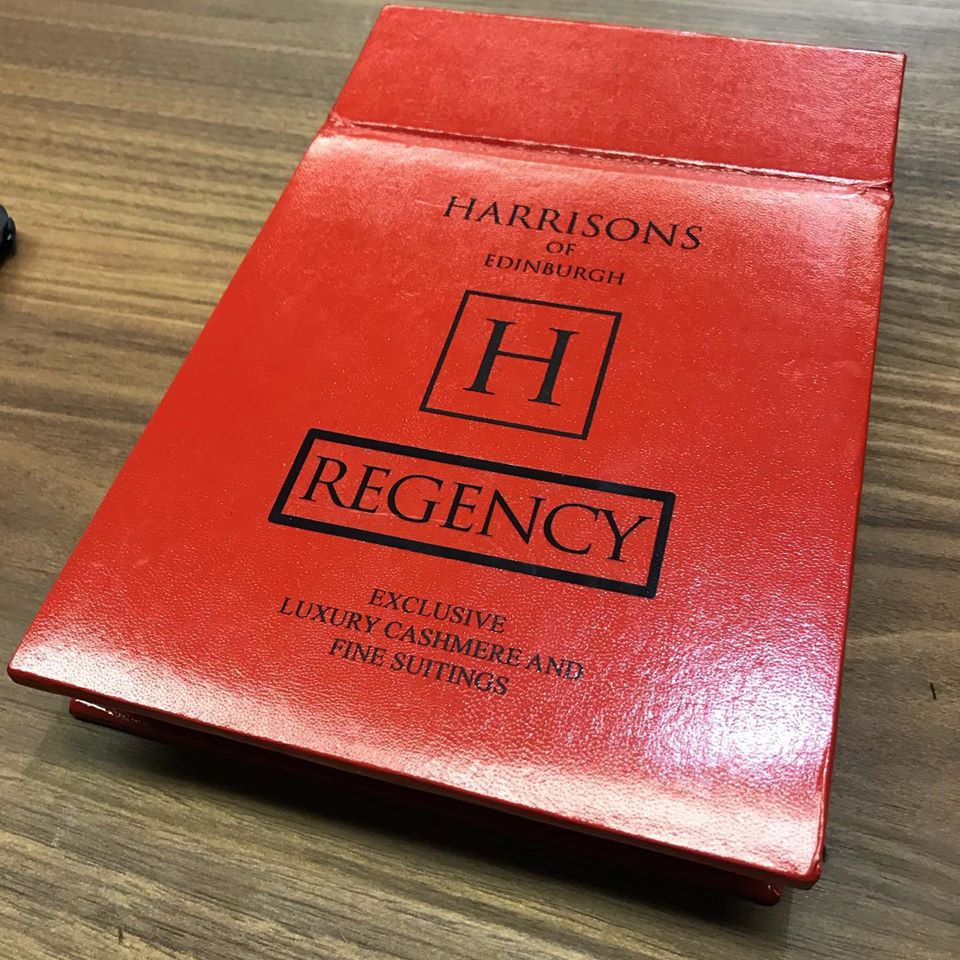 HARRISONS
OF
EDINBURGH
H
REGENCY
EXCLUSIVE
LUXURY CASHMERE AND
FINE SUITINGS